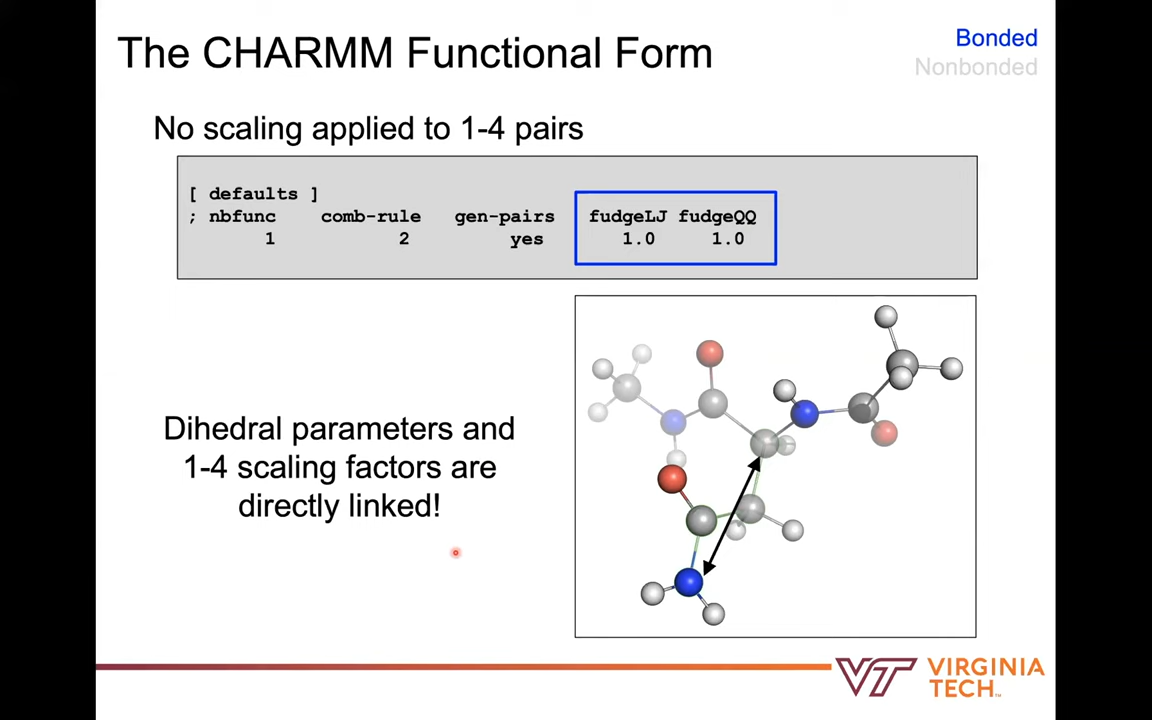 The CHARMM Functional Form
Bonded
Nonbonded
No scaling applied to 1-4 pairs
[ defaults ]
; nbfunc comb-rule gen-pairs fudgeLJ fudgeQQ
1 2 yes 1.0 1.0
Dihedral parameters and
1-4 scaling factors are
directly linked!
VT VIRGINIA
TECH™